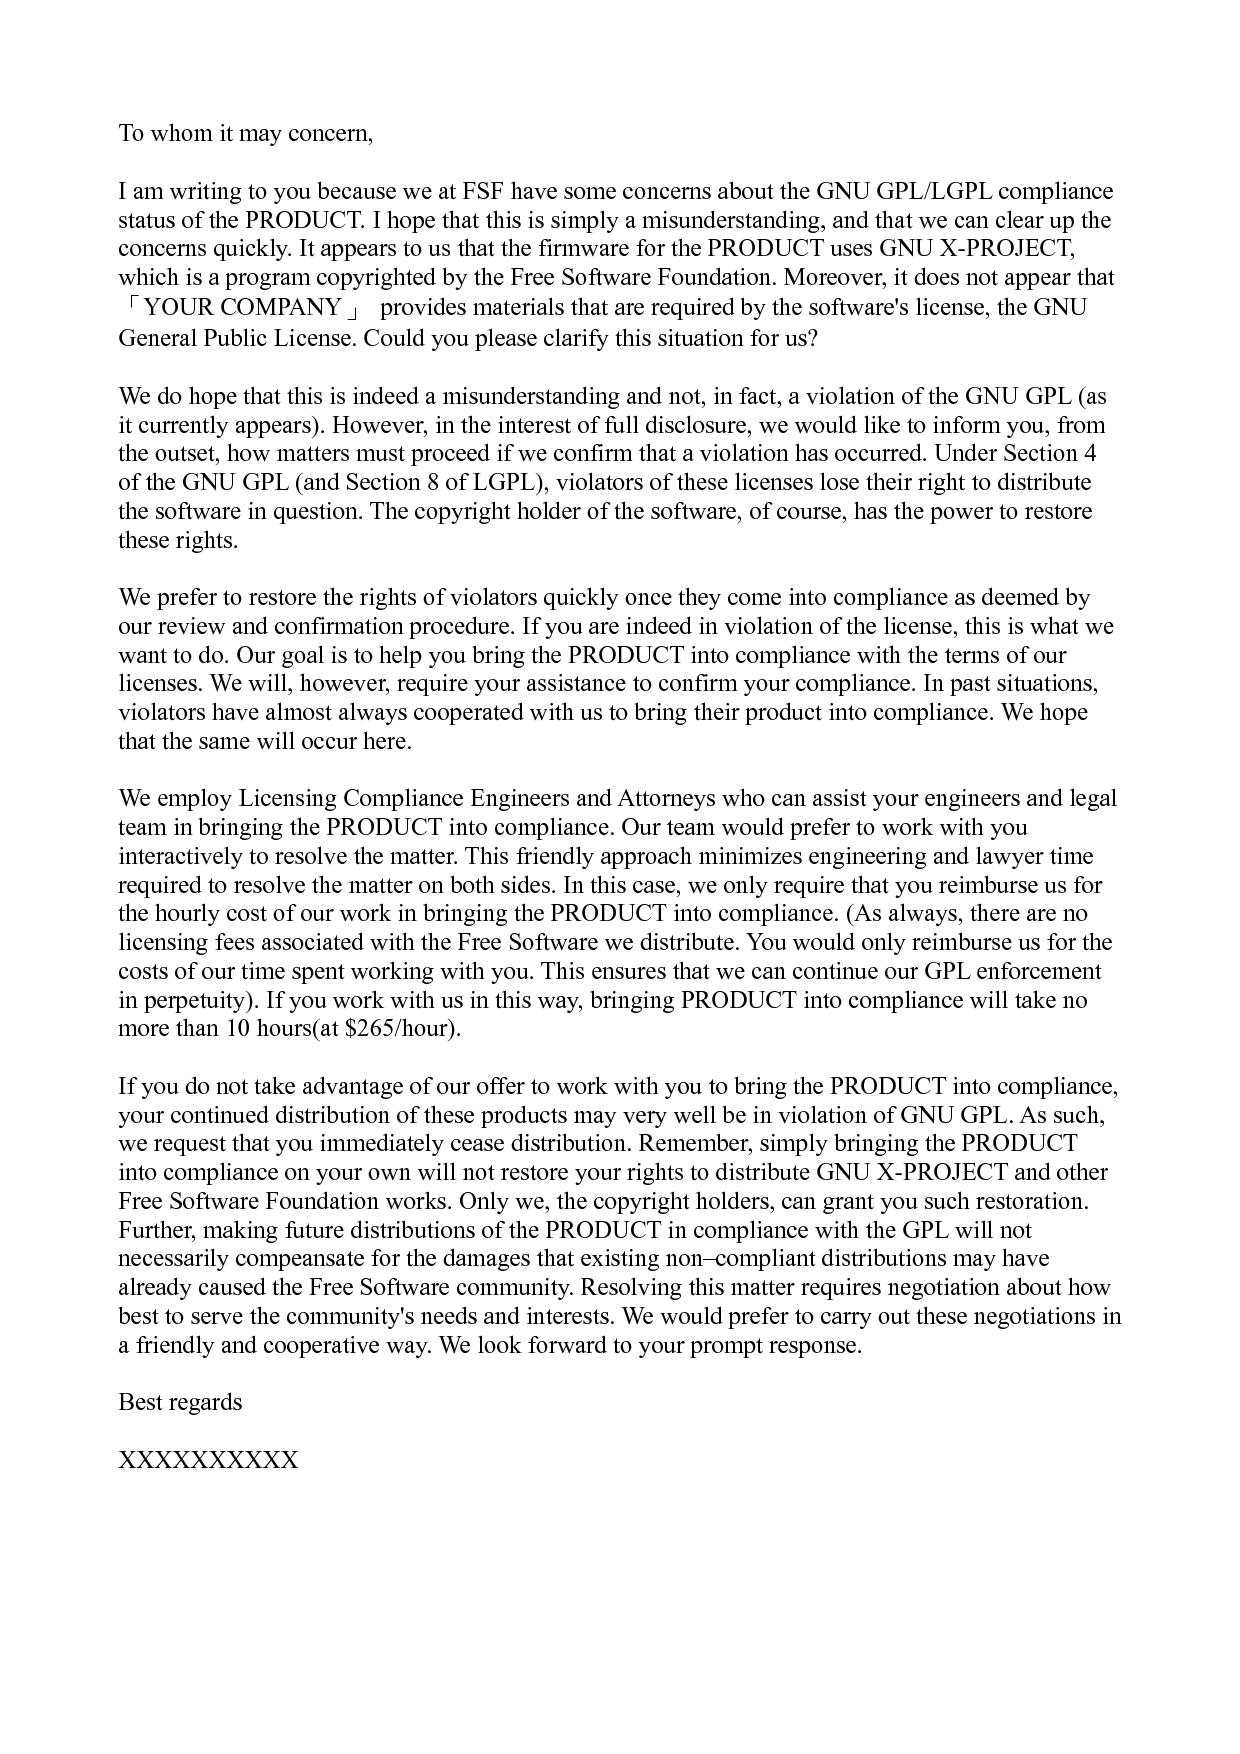 To whom it may concern,
I am writing to you because we at FSF have some concerns about the GNU GPL/LGPL compliance
status of the PRODUCT. I hope that this is simply a misunderstanding, and that we can clear up the
concerns quickly. It appears to us that the firmware for the PRODUCT uses GNU X-PROJECT,
which is a program copyrighted by the Free Software Foundation. Moreover, it does not appear that
「YOUR COMPANY」 provides materials that are required by the software's license, the GNU
General Public License. Could you please clarify this situation for us?
We do hope that this is indeed a misunderstanding and not, in fact, a violation of the GNU GPL (as
it currently appears). However, in the interest of full disclosure, we would like to inform you, from
the outset, how matters must proceed if we confirm that a violation has occurred. Under Section 4
of the GNU GPL (and Section 8 of LGPL), violators of these licenses lose their right to distribute
the software in question. The copyright holder of the software, of course, has the power to restore
these rights.
We prefer to restore the rights of violators quickly once they come into compliance as deemed by
our review and confirmation procedure. If you are indeed in violation of the license, this is what we
want to do. Our goal is to help you bring the PRODUCT into compliance with the terms of our
licenses. We will, however, require your assistance to confirm your compliance. In past situations,
violators have almost always cooperated with us to bring their product into compliance. We hope
that the same will occur here.
We employ Licensing Compliance Engineers and Attorneys who can assist your engineers and legal
team in bringing the PRODUCT into compliance. Our team would prefer to work with you
interactively to resolve the matter. This friendly approach minimizes engineering and lawyer time
required to resolve the matter on both sides. In this case, we only require that you reimburse us for
the hourly cost of our work in bringing the PRODUCT into compliance. (As always, there are no
licensing fees associated with the Free Software we distribute. You would only reimburse us for the
costs of our time spent working with you. This ensures that we can continue our GPL enforcement
in perpetuity). If you work with us in this way, bringing PRODUCT into compliance will take no
more than 10 hours(at $265/hour).
If you do not take advantage of our offer to work with you to bring the PRODUCT into compliance,
your continued distribution of these products may very well be in violation of GNU GPL. As such,
we request that you immediately cease distribution. Remember, simply bringing the PRODUCT
into compliance on your own will not restore your rights to distribute GNU X-PROJECT and other
Free Software Foundation works. Only we, the copyright holders, can grant you such restoration.
Further, making future distributions of the PRODUCT in compliance with the GPL will not
necessarily compeansate for the damages that existing non–compliant distributions may have
already caused the Free Software community. Resolving this matter requires negotiation about how
best to serve the community's needs and interests. We would prefer to carry out these negotiations in
a friendly and cooperative way. We look forward to your prompt response.
Best regards
XXXXXXXXXX